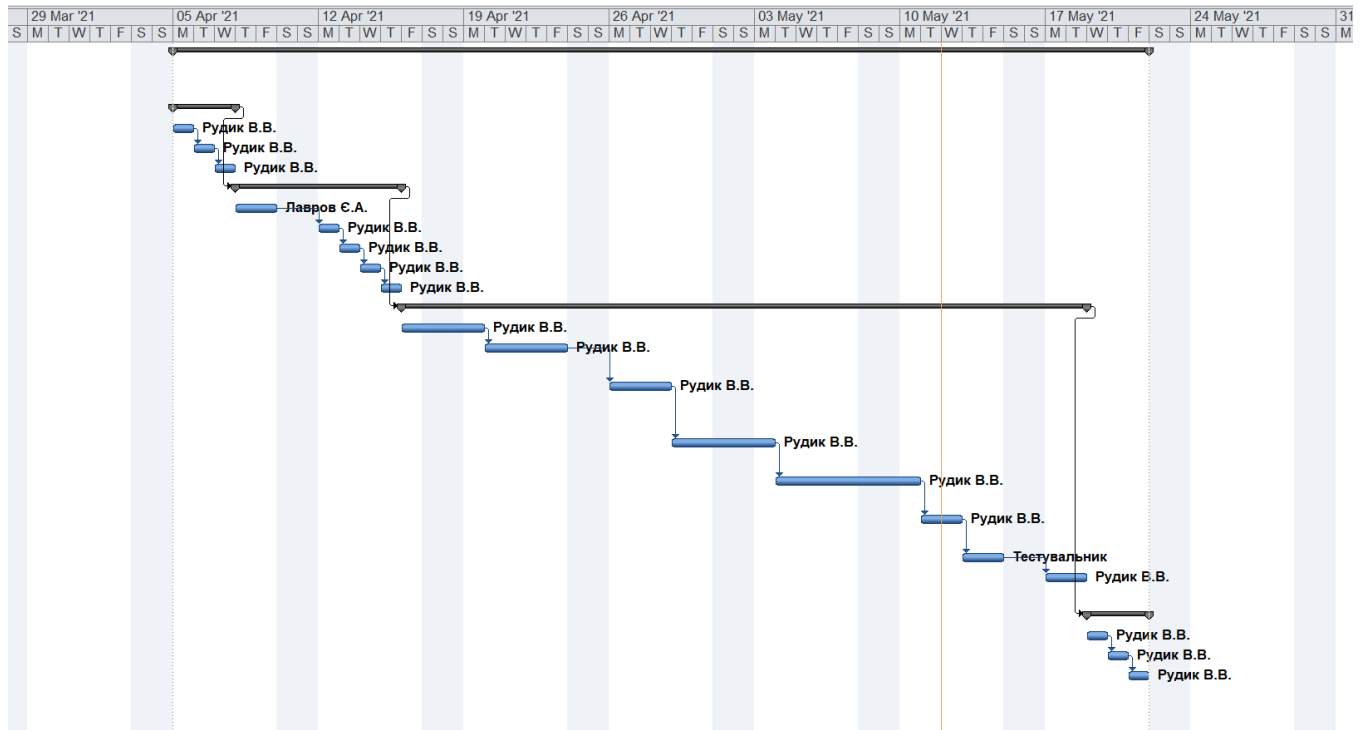 29 Mar '21 05 Apr '21 12 Apr '21 19 Apr '21 26 Apr '21 03 May '21 10 May '21 17 May '21 24 May '21 31
S M T W T F S S M T W T F S S M T W T F S S M T W T F S S M T W T F S S M T W T F S S M T W T F S S M T W T F S S M T W T F S S M
Рудик В.В.
Рудик В.В.
Рудик В.В.
Лавров Є.А.
Рудик В.В.
Рудик В.В.
Рудик В.В.
Рудик В.В.
Рудик В.В.
Рудик В.В.
Рудик В.В.
Рудик В.В.
Рудик В.В.
Рудик В.В.
Тестувальник
Рудик В.В.
Рудик В.В.
Рудик В.В.
Рудик В.В.